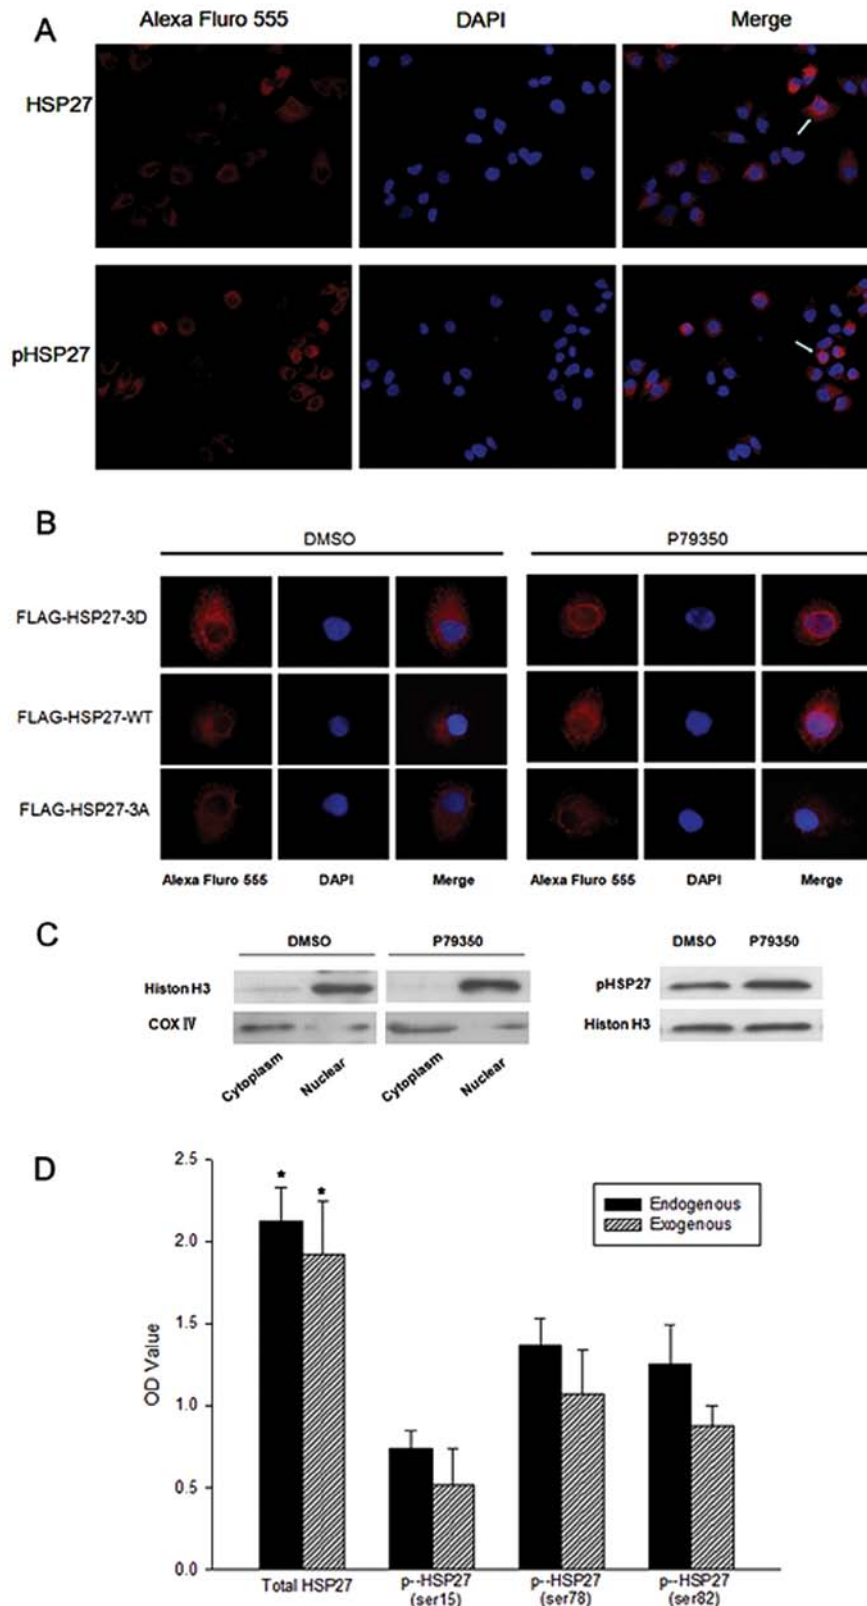 A
Alexa Fluro 555 DAPI Merge
HSP27
pHSP27
B
DMSO P79350
FLAG-HSP27-3D
FLAG-HSP27-WT
FLAG-HSP27-3A
Alexa Fluro 555 DAPI Merge Alexa Fluro 555 DAPI Merge
C
DMSO P79350
Histon H3
COX Ⅳ
Cytoplasm Nuclear Cytoplasm Nuclear
DMSO P79350
pHSP27
Histon H3
D
2.5
2.0
1.5
1.0
0.5
0.0
OD Value
* *
Endogenous
Exogenous
Total HSP27
p--HSP27
(ser15)
p--HSP27
(ser78)
p--HSP27
(ser82)